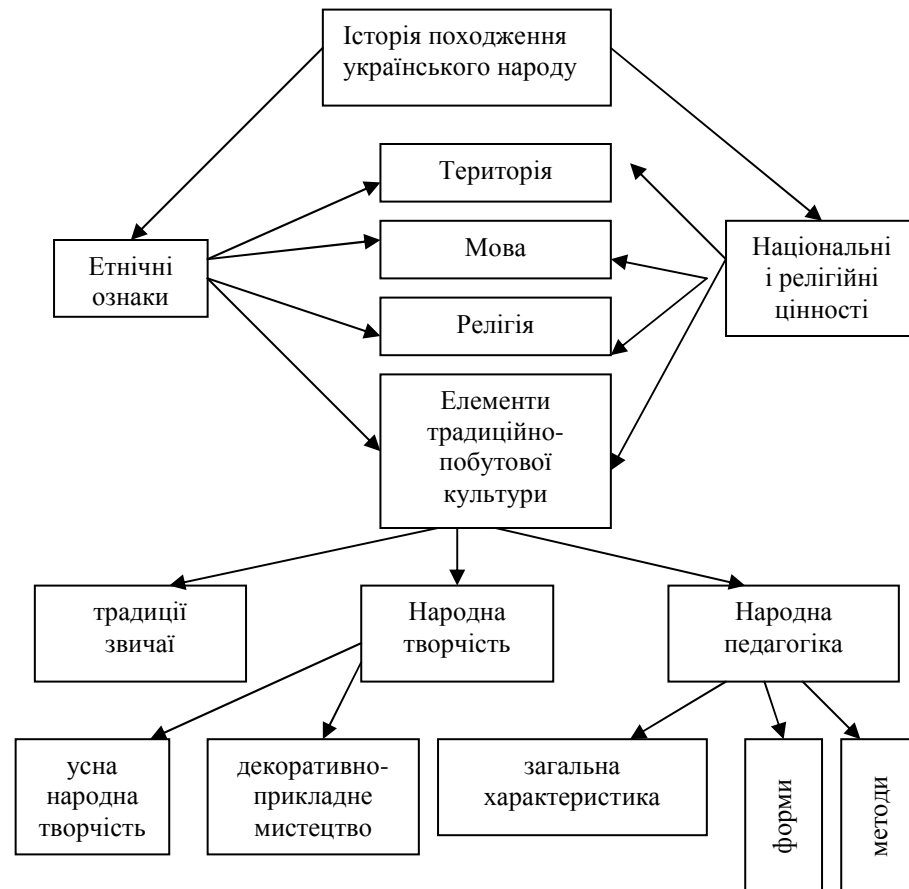 Історія походження
українського народу
Територія
Мова
Етнічні
ознаки
Національні
і релігійні
цінності
Релігія
Елементи
традиційно-
побутової
культури
традиції
звичаї
Народна
творчість
Народна
педагогіка
усна
народна
творчість
декоративно-
прикладне
мистецтво
загальна
характеристика
форми
методи